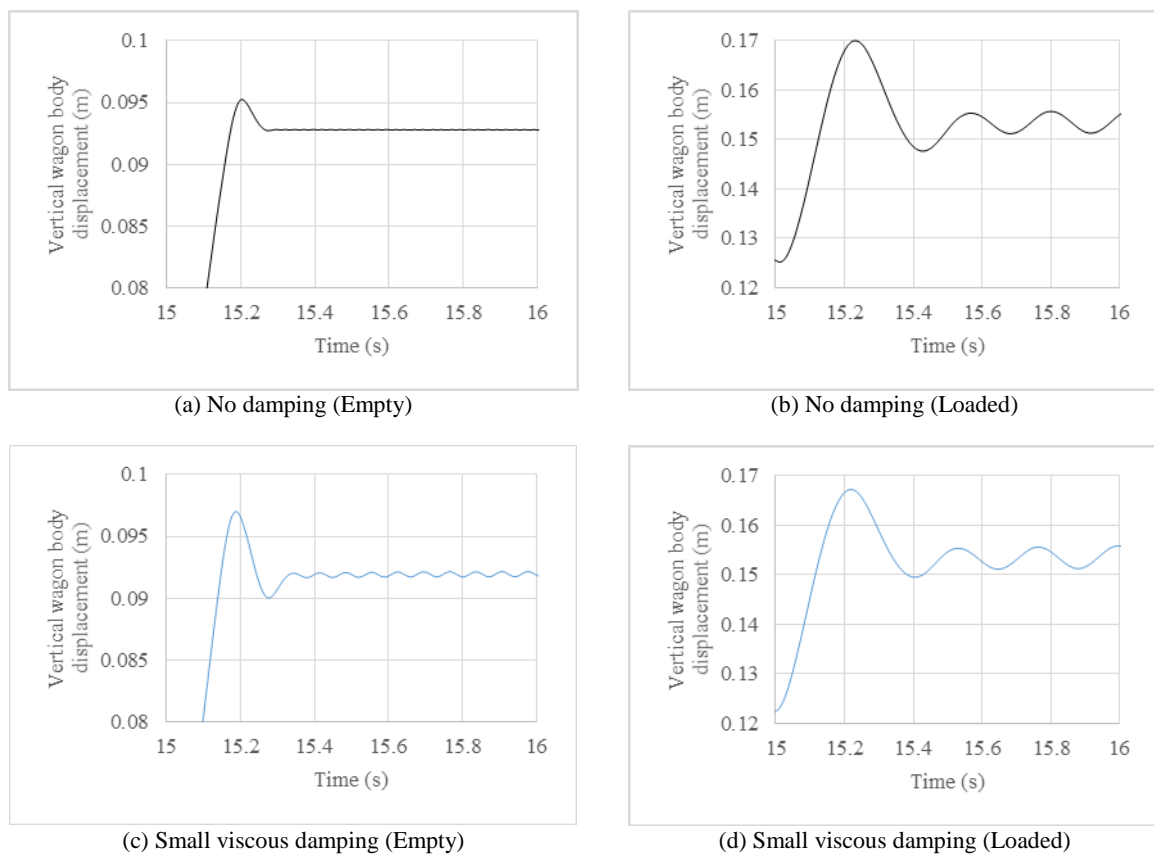 0.1
0.095
0.09
0.085
0.08
Vertical wagon body
displacement (m)
15 15.2 15.4 15.6 15.8 16
Time (s)
(a) No damping (Empty)
0.17
0.16
0.15
0.14
0.13
0.12
Vertical wagon body
displacement (m)
15 15.2 15.4 15.6 15.8 16
Time (s)
(b) No damping (Loaded)
0.1
0.095
0.09
0.085
0.08
Vertical wagon body
displacement (m)
15 15.2 15.4 15.6 15.8 16
Time (s)
(c) Small viscous damping (Empty)
0.17
0.16
0.15
0.14
0.13
0.12
Vertical wagon body
displacement (m)
15 15.2 15.4 15.6 15.8 16
Time (s)
(d) Small viscous damping (Loaded)